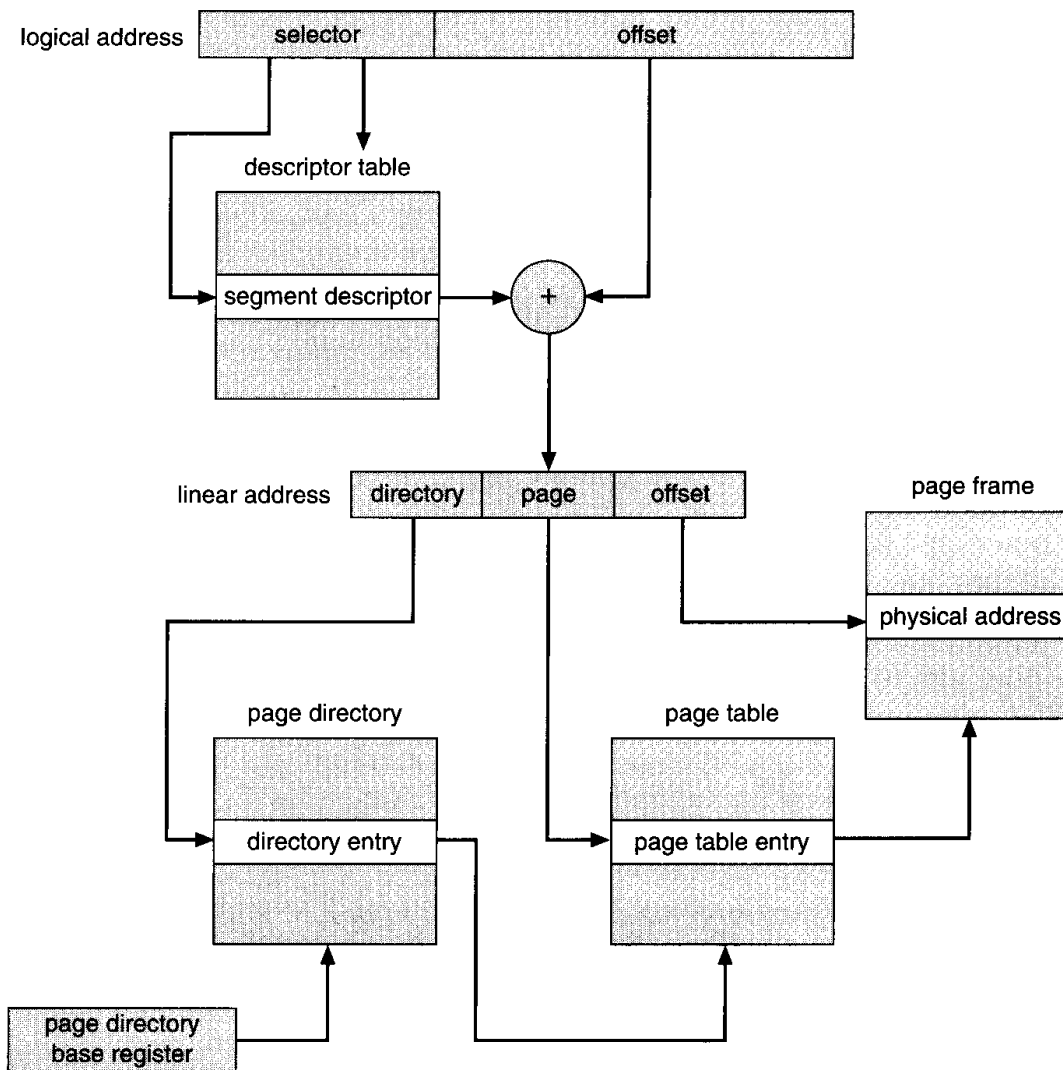 logical address
selector
offset
descriptor table
segment descriptor
+
linear address
directory
page
offset
page frame
physical address
page directory
page table
directory entry
page table entry
page directory
base register